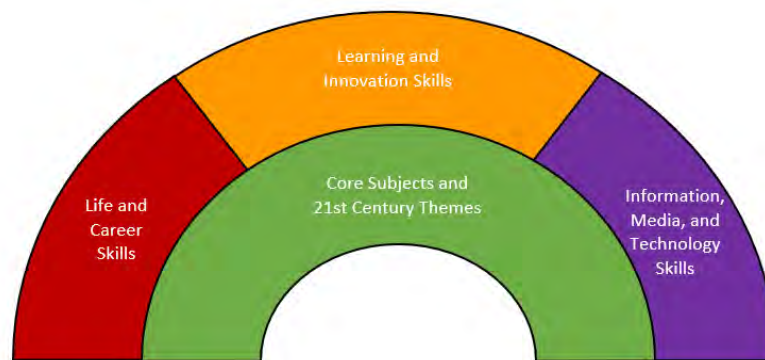 Learning and
Innovation Skills
Core Subjects and
21st Century Themes
Life and
Career
Skills
Information,
Media, and
Technology
Skills